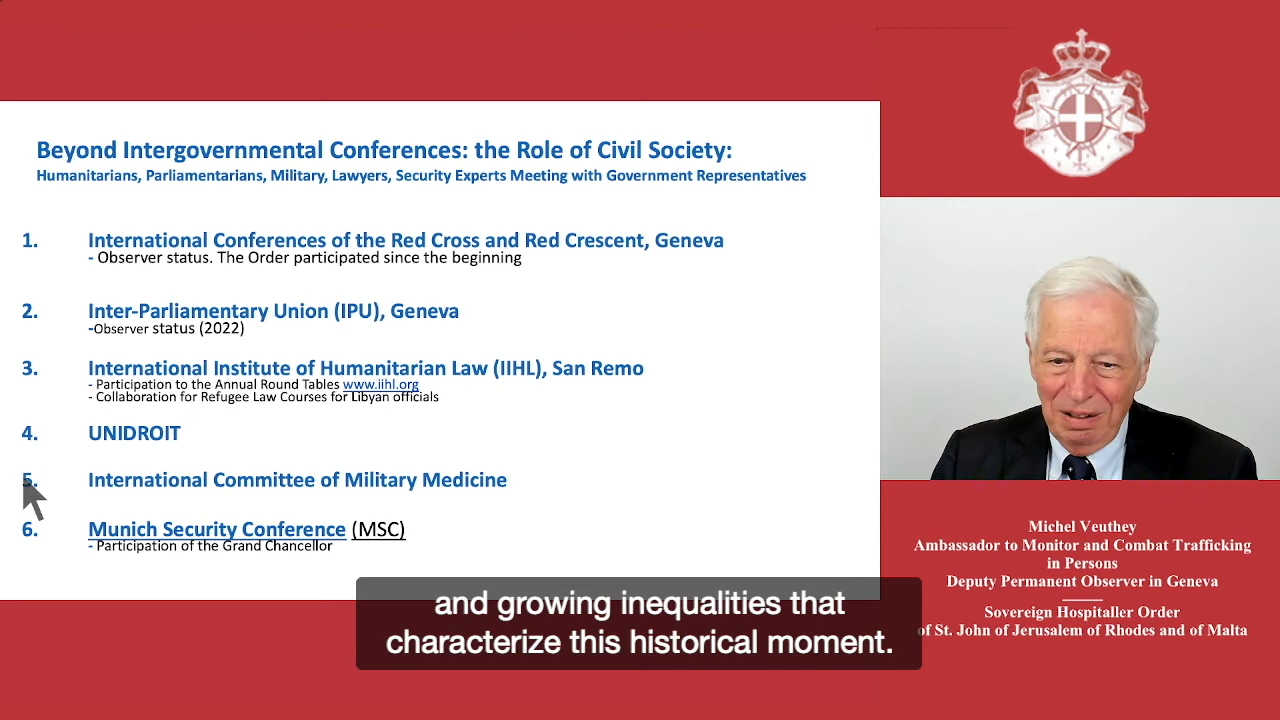 Beyond Intergovernmental Conferences: the Role of Civil Society:
Humanitarians, Parliamentarians, Military, Lawyers, Security Experts Meeting with Government Representatives
1. International Conferences of the Red Cross and Red Crescent, Geneva
- Observer status. The Order participated since the beginning
2. Inter-Parliamentary Union (IPU), Geneva
-Observer status (2022)
3. International Institute of Humanitarian Law (IIHL), San Remo
- Participation to the Annual Round Tables www.iihl.org
- Collaboration for Refugee Law Courses for Libyan officials
4. UNIDROIT
5. International Committee of Military Medicine
6. Munich Security Conference (MSC)
- Participation of the Grand Chancellor
Michel Veuthey
Ambassador to Monitor and Combat Trafficking
in Persons
Deputy Permanent Observer in Geneva
Sovereign Hospitaller Order
of St. John of Jerusalem of Rhodes and of Malta
and growing inequalities that
characterize this historical moment.